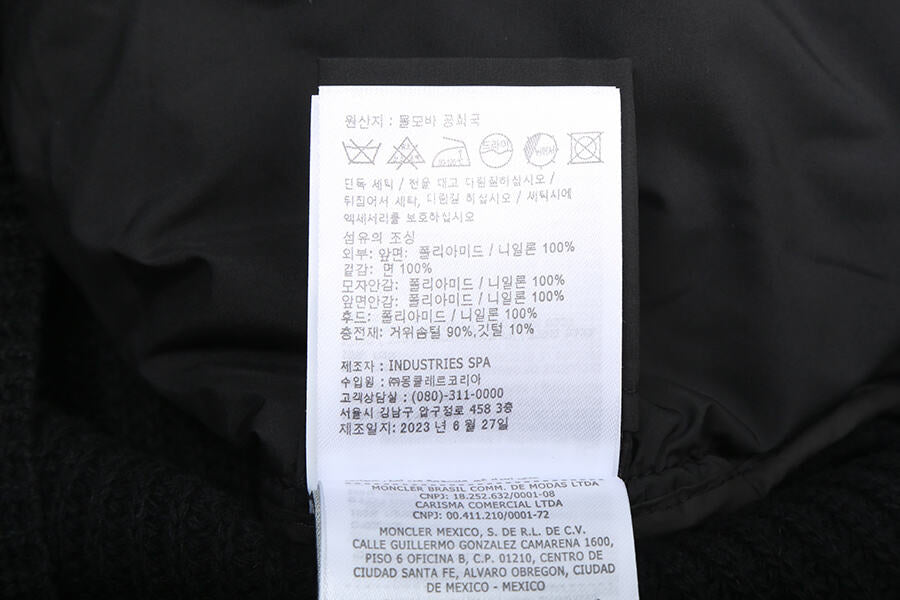 원산지 : 몰모바 공화국
드라이
단독 세탁 / 천을 대고 다림질하십시오 /
뒤집어서 세탁, 다림질 하십시오 / 세탁시에
액세서리를 보호하십시오
섬유의 조성
외부: 앞면: 폴리아미드 / 나일론 100%
겉감: 면 100%
모자안감: 폴리아미드 / 나일론 100%
앞면안감: 폴리아미드 / 나일론 100%
후드: 폴리아미드 / 나일론 100%
충전재: 거위솜털 90%,깃털 10%
제조자 : INDUSTRIES SPA
수입원 : ㈜몽클레르코리아
고객상담실 : (080)-311-0000
서울시 강남구 압구정로 458 3층
제조일지: 2023 년 6 월 27일
MONCLER BRASIL COMM. DE MODAS LTDA
CNPJ: 18.252.632/0001-08
CARISMA COMERCIAL LTDA
CNPJ: 00.411.210/0001-72
MONCLER MEXICO, S. DE R.L. DE C.V.
CALLE GUILLERMO GONZALEZ CAMARENA 1600,
PISO 6 OFICINA B, C.P. 01210, CENTRO DE
CIUDAD SANTA FE, ALVARO OBREGON, CIUDAD
DE MEXICO - MEXICO